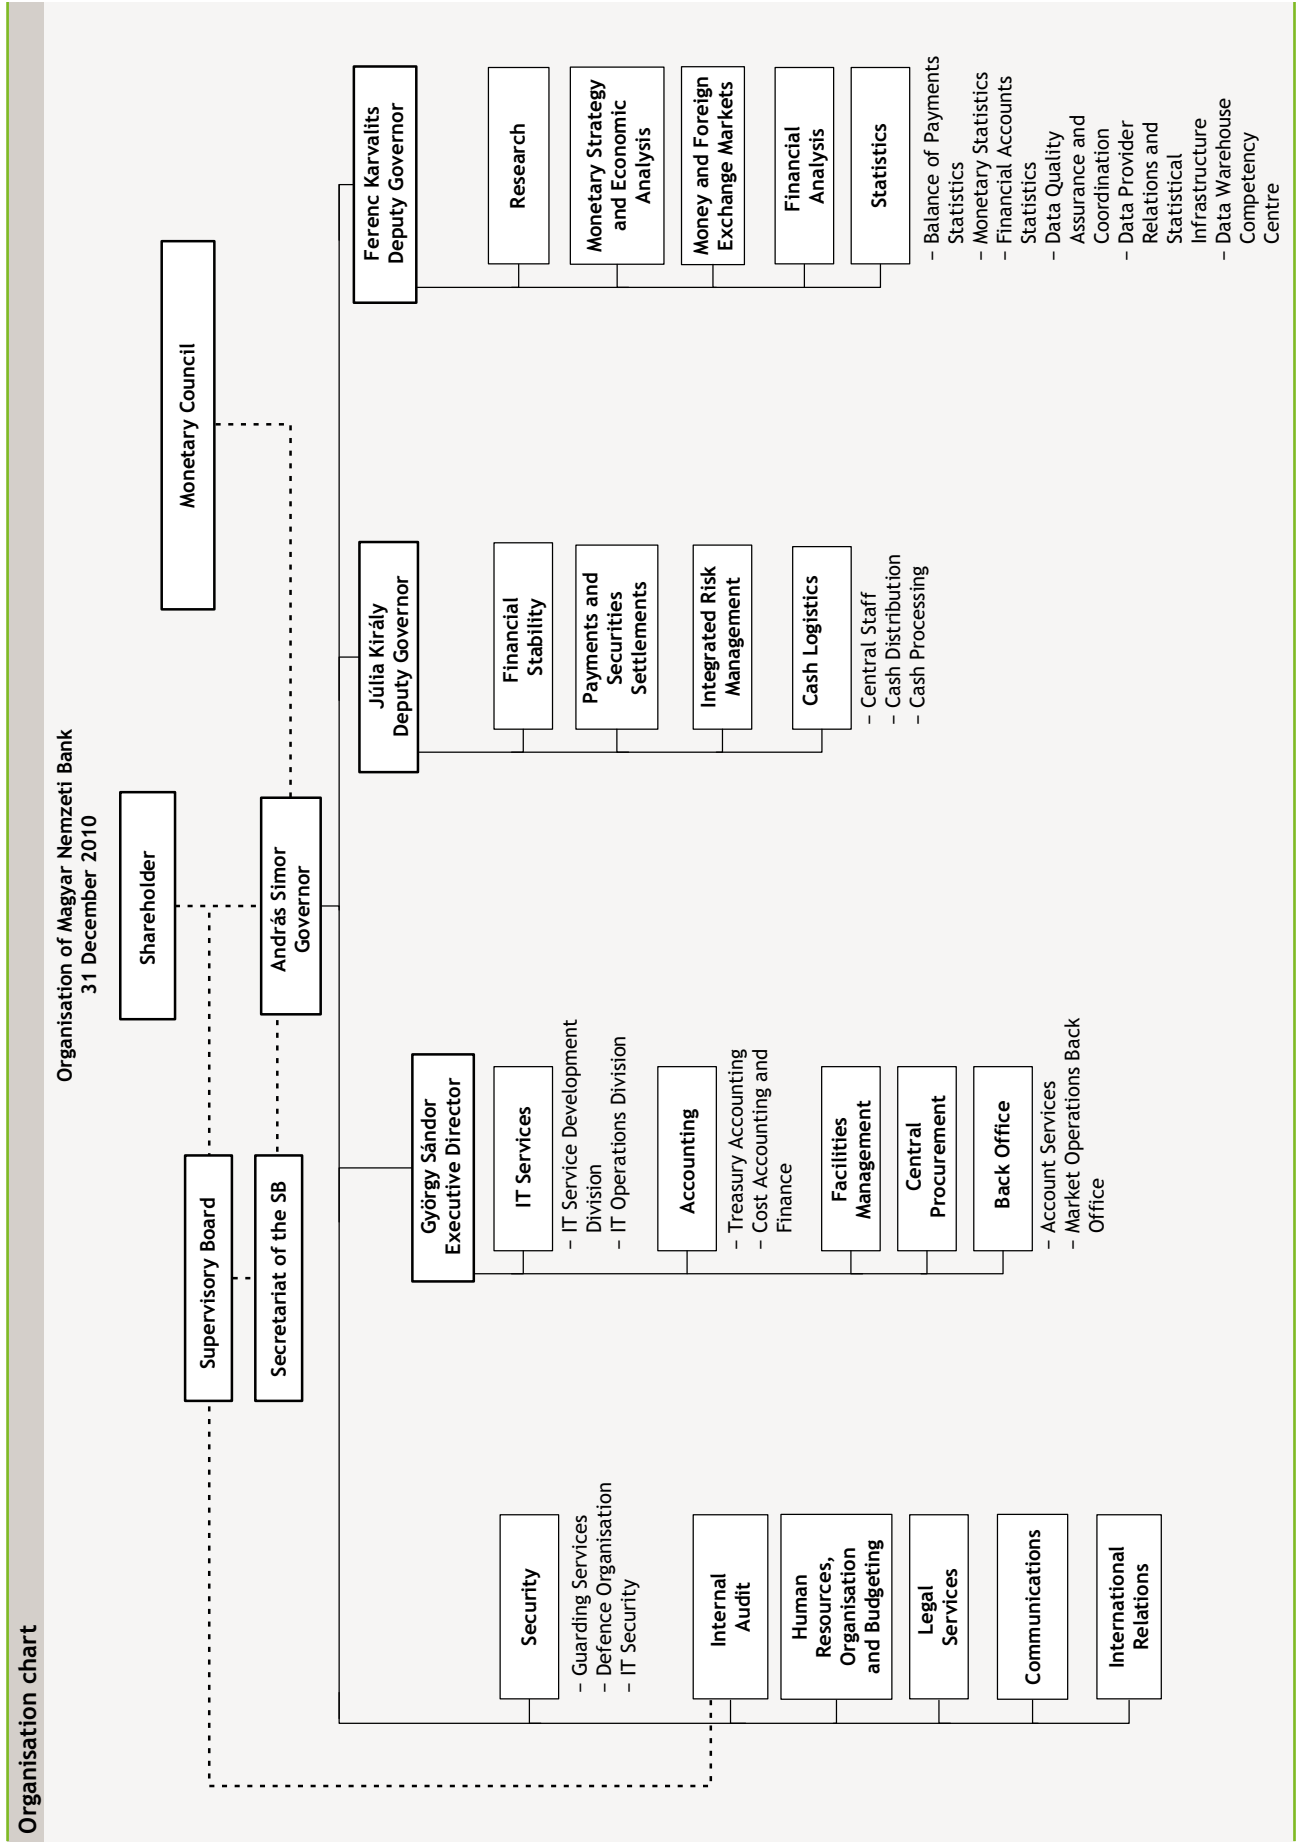 Organisation chart
Organisation of Magyar Nemzeti Bank
31 December 2010
Shareholder
Monetary Council
Supervisory Board
Secretariat of the SB
András Simor
Governor
Security
– Guarding Services
– Defence Organisation
– IT Security
Internal
Audit
Human
Resources,
Organisation
and Budgeting
Legal
Services
Communications
International
Relations
György Sándor
Executive Director
IT Services
– IT Service Development
Division
– IT Operations Division
Accounting
– Treasury Accounting
– Cost Accounting and
Finance
Facilities
Management
Central
Procurement
Back Office
– Account Services
– Market Operations Back
Office
Júlia Király
Deputy Governor
Financial
Stability
Payments and
Securities
Settlements
Integrated Risk
Management
Cash Logistics
– Central Staff
– Cash Distribution
– Cash Processing
Ferenc Karvalits
Deputy Governor
Research
Monetary Strategy
and Economic
Analysis
Money and Foreign
Exchange Markets
Financial
Analysis
Statistics
– Balance of Payments
Statistics
– Monetary Statistics
– Financial Accounts
Statistics
– Data Quality
Assurance and
Coordination
– Data Provider
Relations and
Statistical
Infrastructure
– Data Warehouse
Competency
Centre